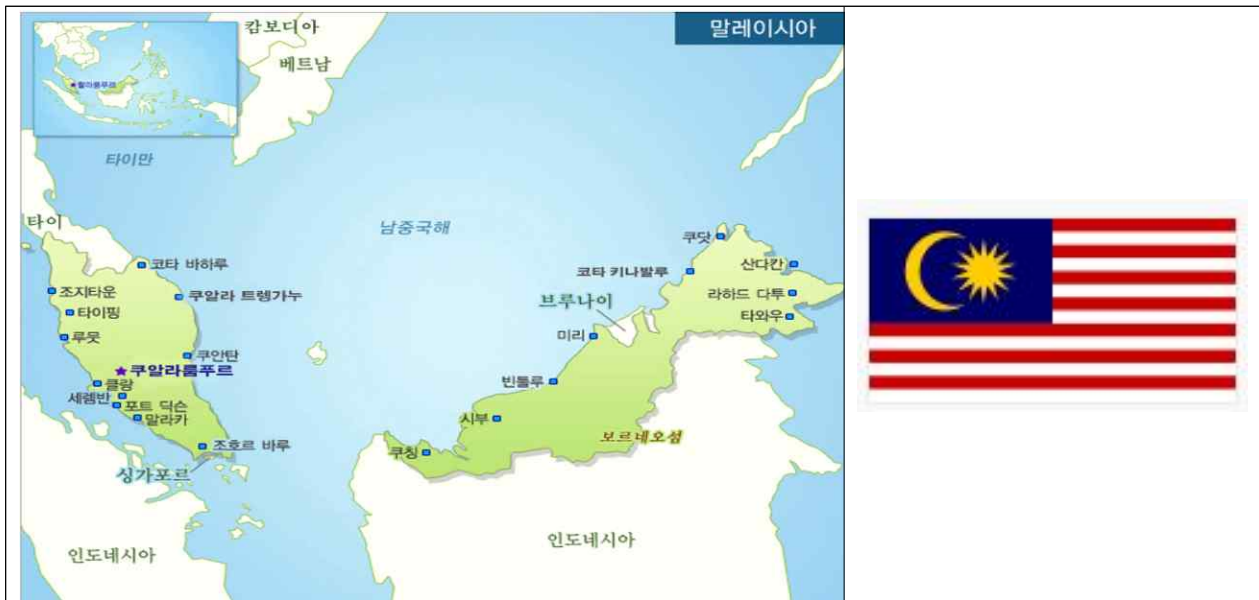 말레이시아
캄보디아
베트남
쿠알라룸푸르
타이만
타이
남중국해
코타 바하루
쿠닷
조지타운
쿠알라 트렝가누
코타 키나발루
산다칸
타이핑
브루나이
라하드 다투
루뭇
미리
타와우
쿠안탄
쿠알라룸푸르
빈툴루
클랑
세렘반
포트 딕슨
말라카
시부
보르네오섬
조호르 바루
쿠칭
싱가포르
인도네시아
인도네시아